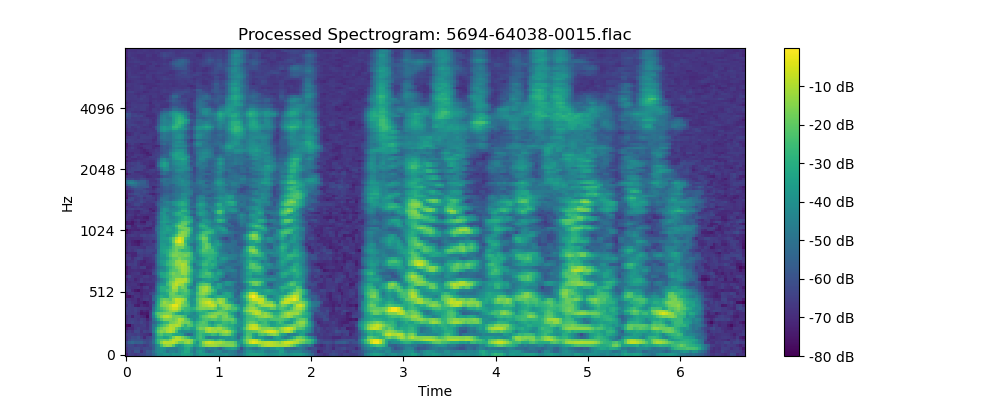 Processed Spectrogram: 5694-64038-0015.flac
Hz
4096
2048
1024
512
0
0 1 2 3 4 5 6
Time
-10 dB
-20 dB
-30 dB
-40 dB
-50 dB
-60 dB
-70 dB
-80 dB